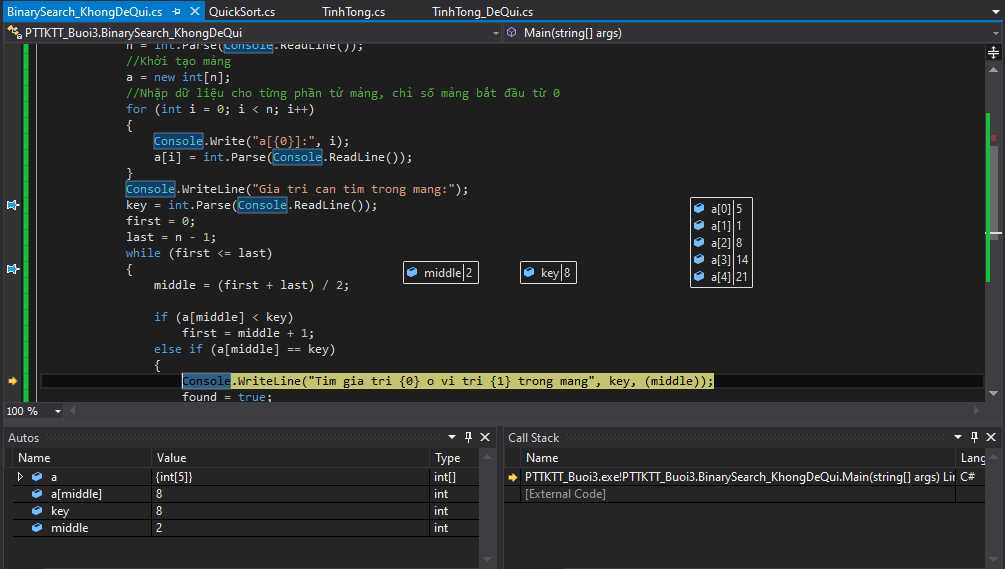 BinarySearch_KhongDeQui.cs QuickSort.cs TinhTong.cs TinhTong_DeQui.cs
PTTKTT_Buoi3.BinarySearch_KhongDeQui Main(string[] args)
n = int.Parse(Console.ReadLine());
//Khởi tạo mảng
a = new int[n];
//Nhập dữ liệu cho từng phần tử mảng, chỉ số mảng bắt đầu từ 0
for (int i = 0; i < n; i++)
{
Console.Write("a[{0}]:", i);
a[i] = int.Parse(Console.ReadLine());
}
Console.WriteLine("Gia tri can tim trong mang:");
key = int.Parse(Console.ReadLine());
first = 0;
last = n - 1;
while (first <= last)
{
middle = (first + last) / 2;
if (a[middle] < key)
first = middle + 1;
else if (a[middle] == key)
{
Console.WriteLine("Tim gia tri {0} o vi tri {1} trong mang", key, (middle));
found = true;
a[0] 5
a[1] 1
a[2] 8
a[3] 14
a[4] 21
middle 2
key 8
100 %
Autos
Name Value Type
a {int[5]} int[]
a[middle] 8 int
key 8 int
middle 2 int
Call Stack
Name Lang
PTTKTT_Buoi3.exe!PTTKTT_Buoi3.BinarySearch_KhongDeQui.Main(string[] args) Lin C#
[External Code]